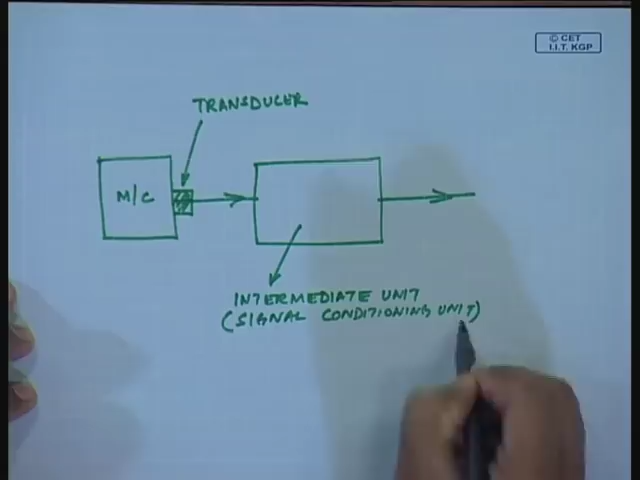 © CET
I.I.T. KGP
TRANSDUCER
M/C
INTERMEDIATE UNIT
(SIGNAL CONDITIONING UNIT)